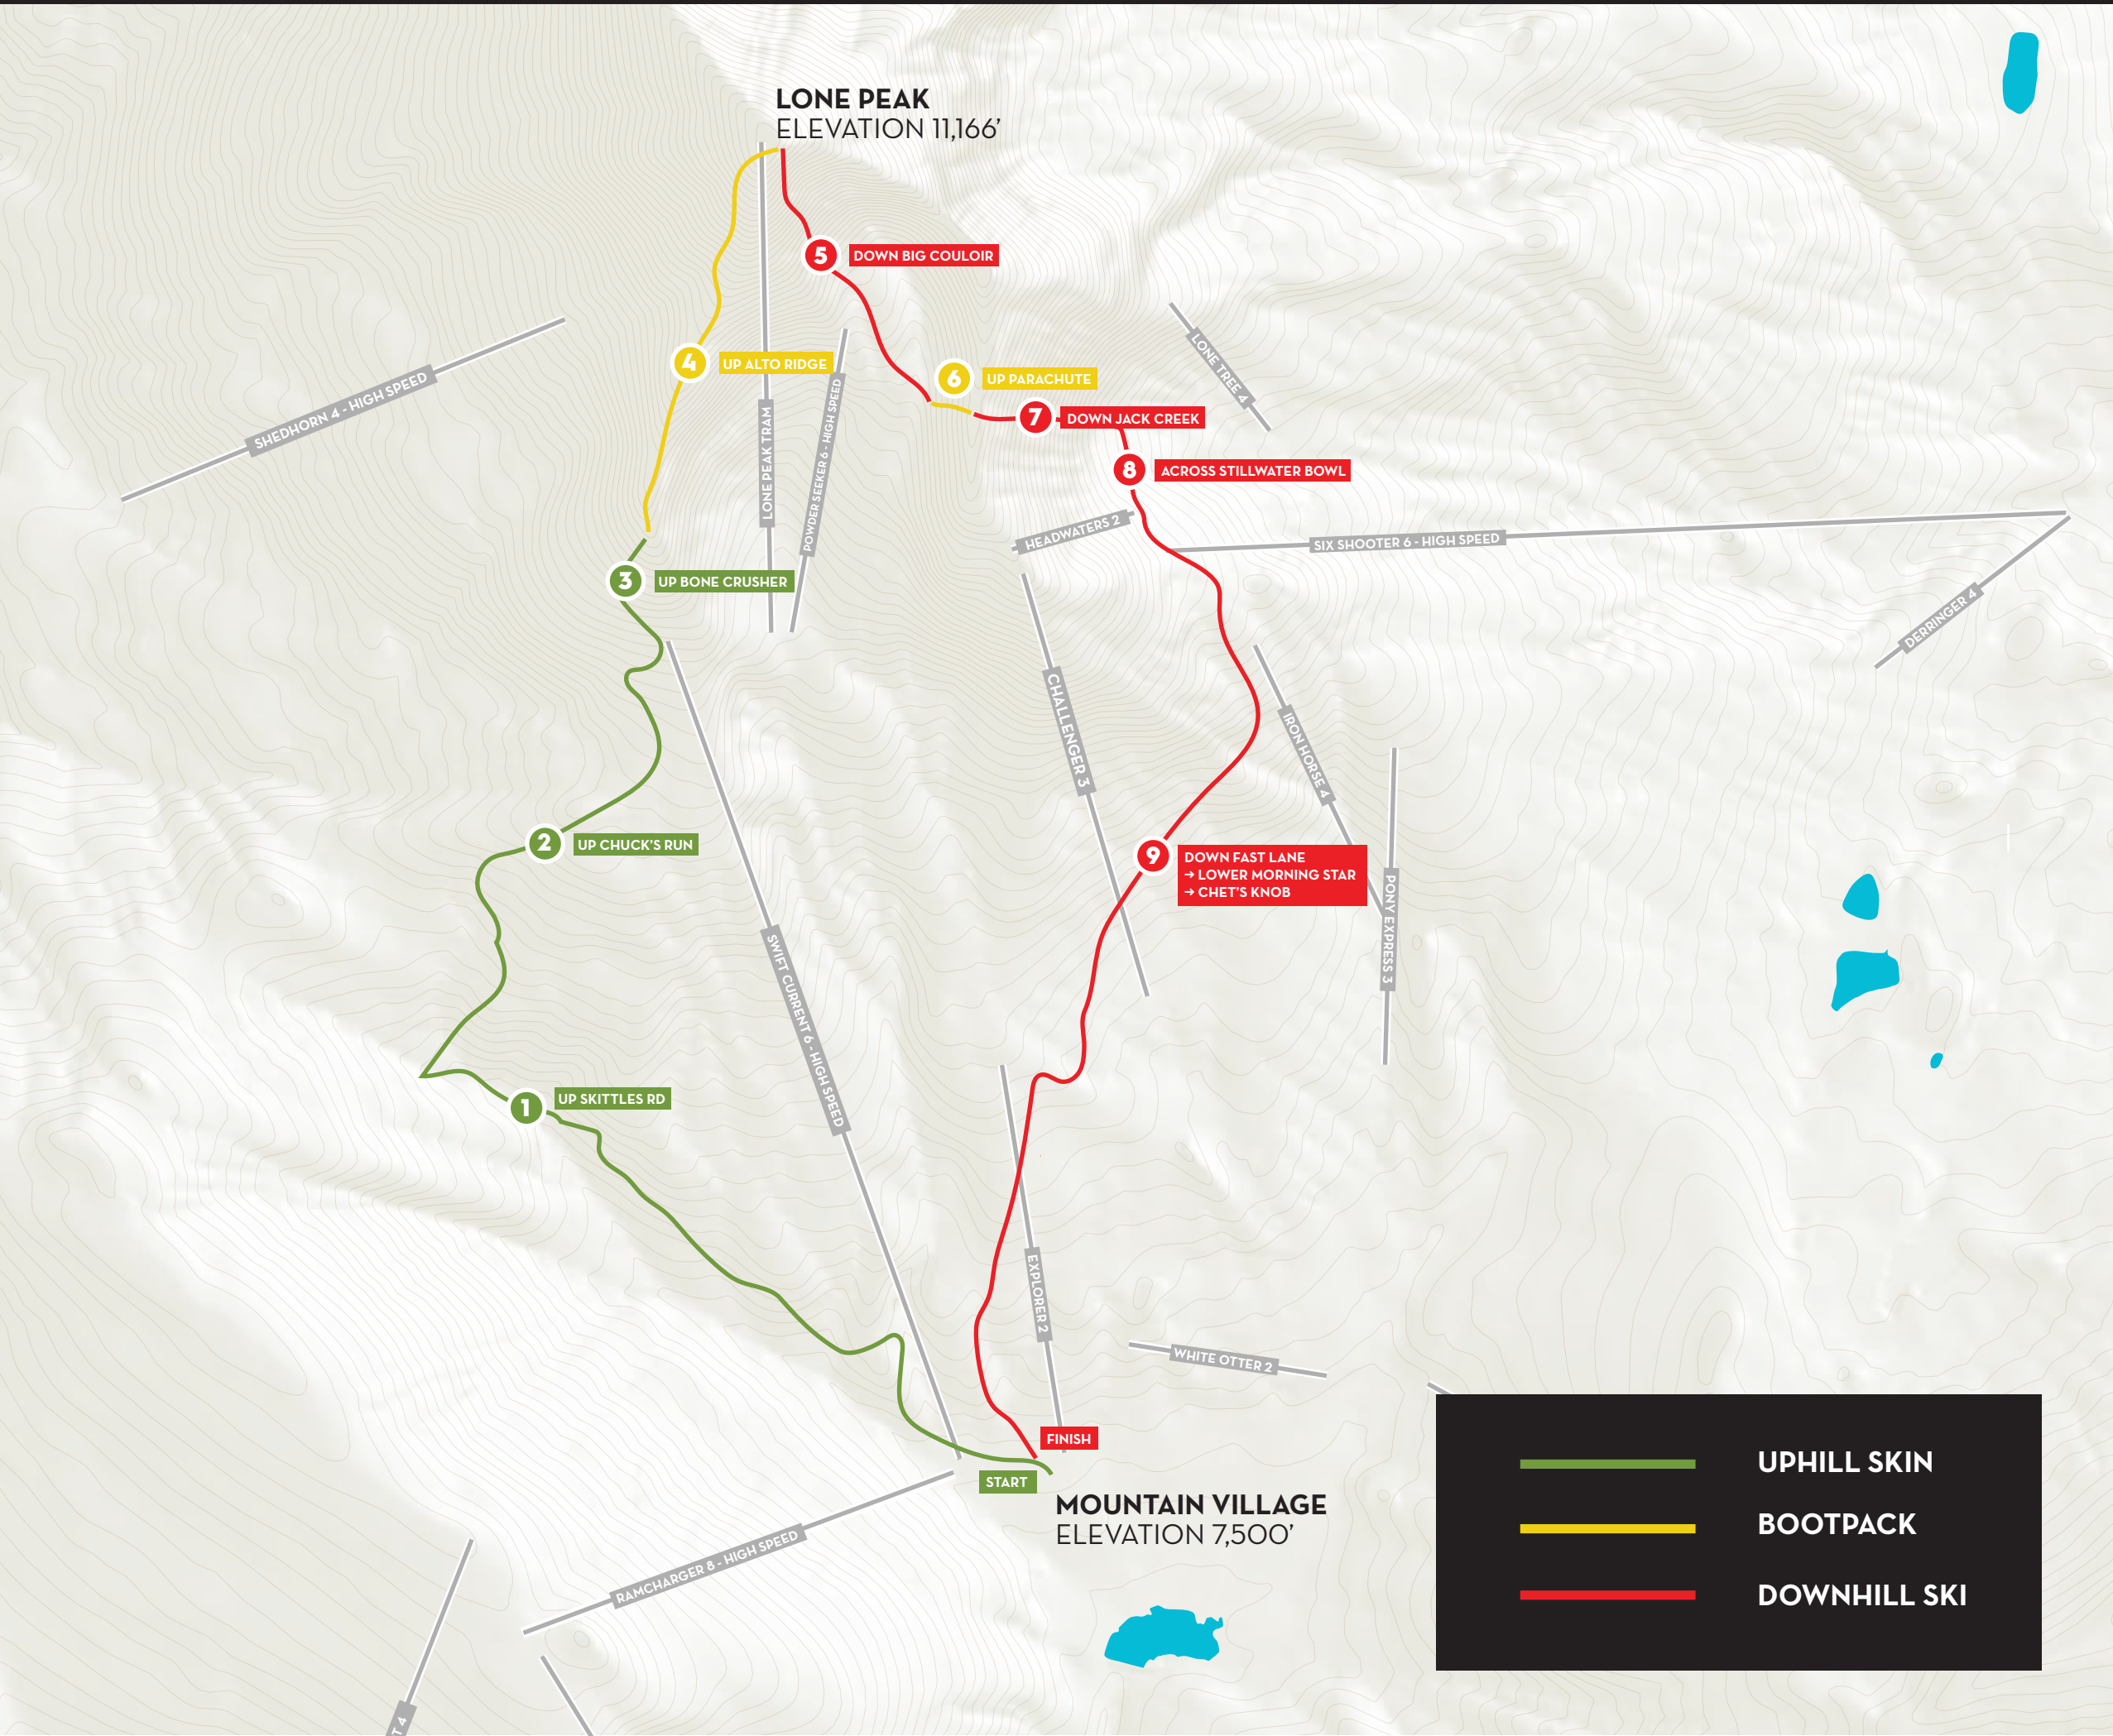 LONE PEAK
ELEVATION 11,166’
5 DOWN BIG COULOIR
4 UP ALTO RIDGE
6 UP PARACHUTE
7 DOWN JACK CREEK
8 ACROSS STILLWATER BOWL
LONE TREE 4
SHEDHORN 4 - HIGH SPEED
LONE PEAK TRAM
POWDER SEEKER 6 - HIGH SPEED
HEADWATERS 2
SIX SHOOTER 6 - HIGH SPEED
DERRINGER 4
3 UP BONE CRUSHER
CHALLENGER 3
IRON HORSE 4
2 UP CHUCK’S RUN
9 DOWN FAST LANE
→ LOWER MORNING STAR
→ CHET’S KNOB
PONY EXPRESS 3
SWIFT CURRENT 6 - HIGH SPEED
1 UP SKITTLES RD
EXPLORER 2
WHITE OTTER 2
FINISH
START
MOUNTAIN VILLAGE
ELEVATION 7,500’
RAMCHARGER 8 - HIGH SPEED
T 4
UPHILL SKIN
BOOTPACK
DOWNHILL SKI